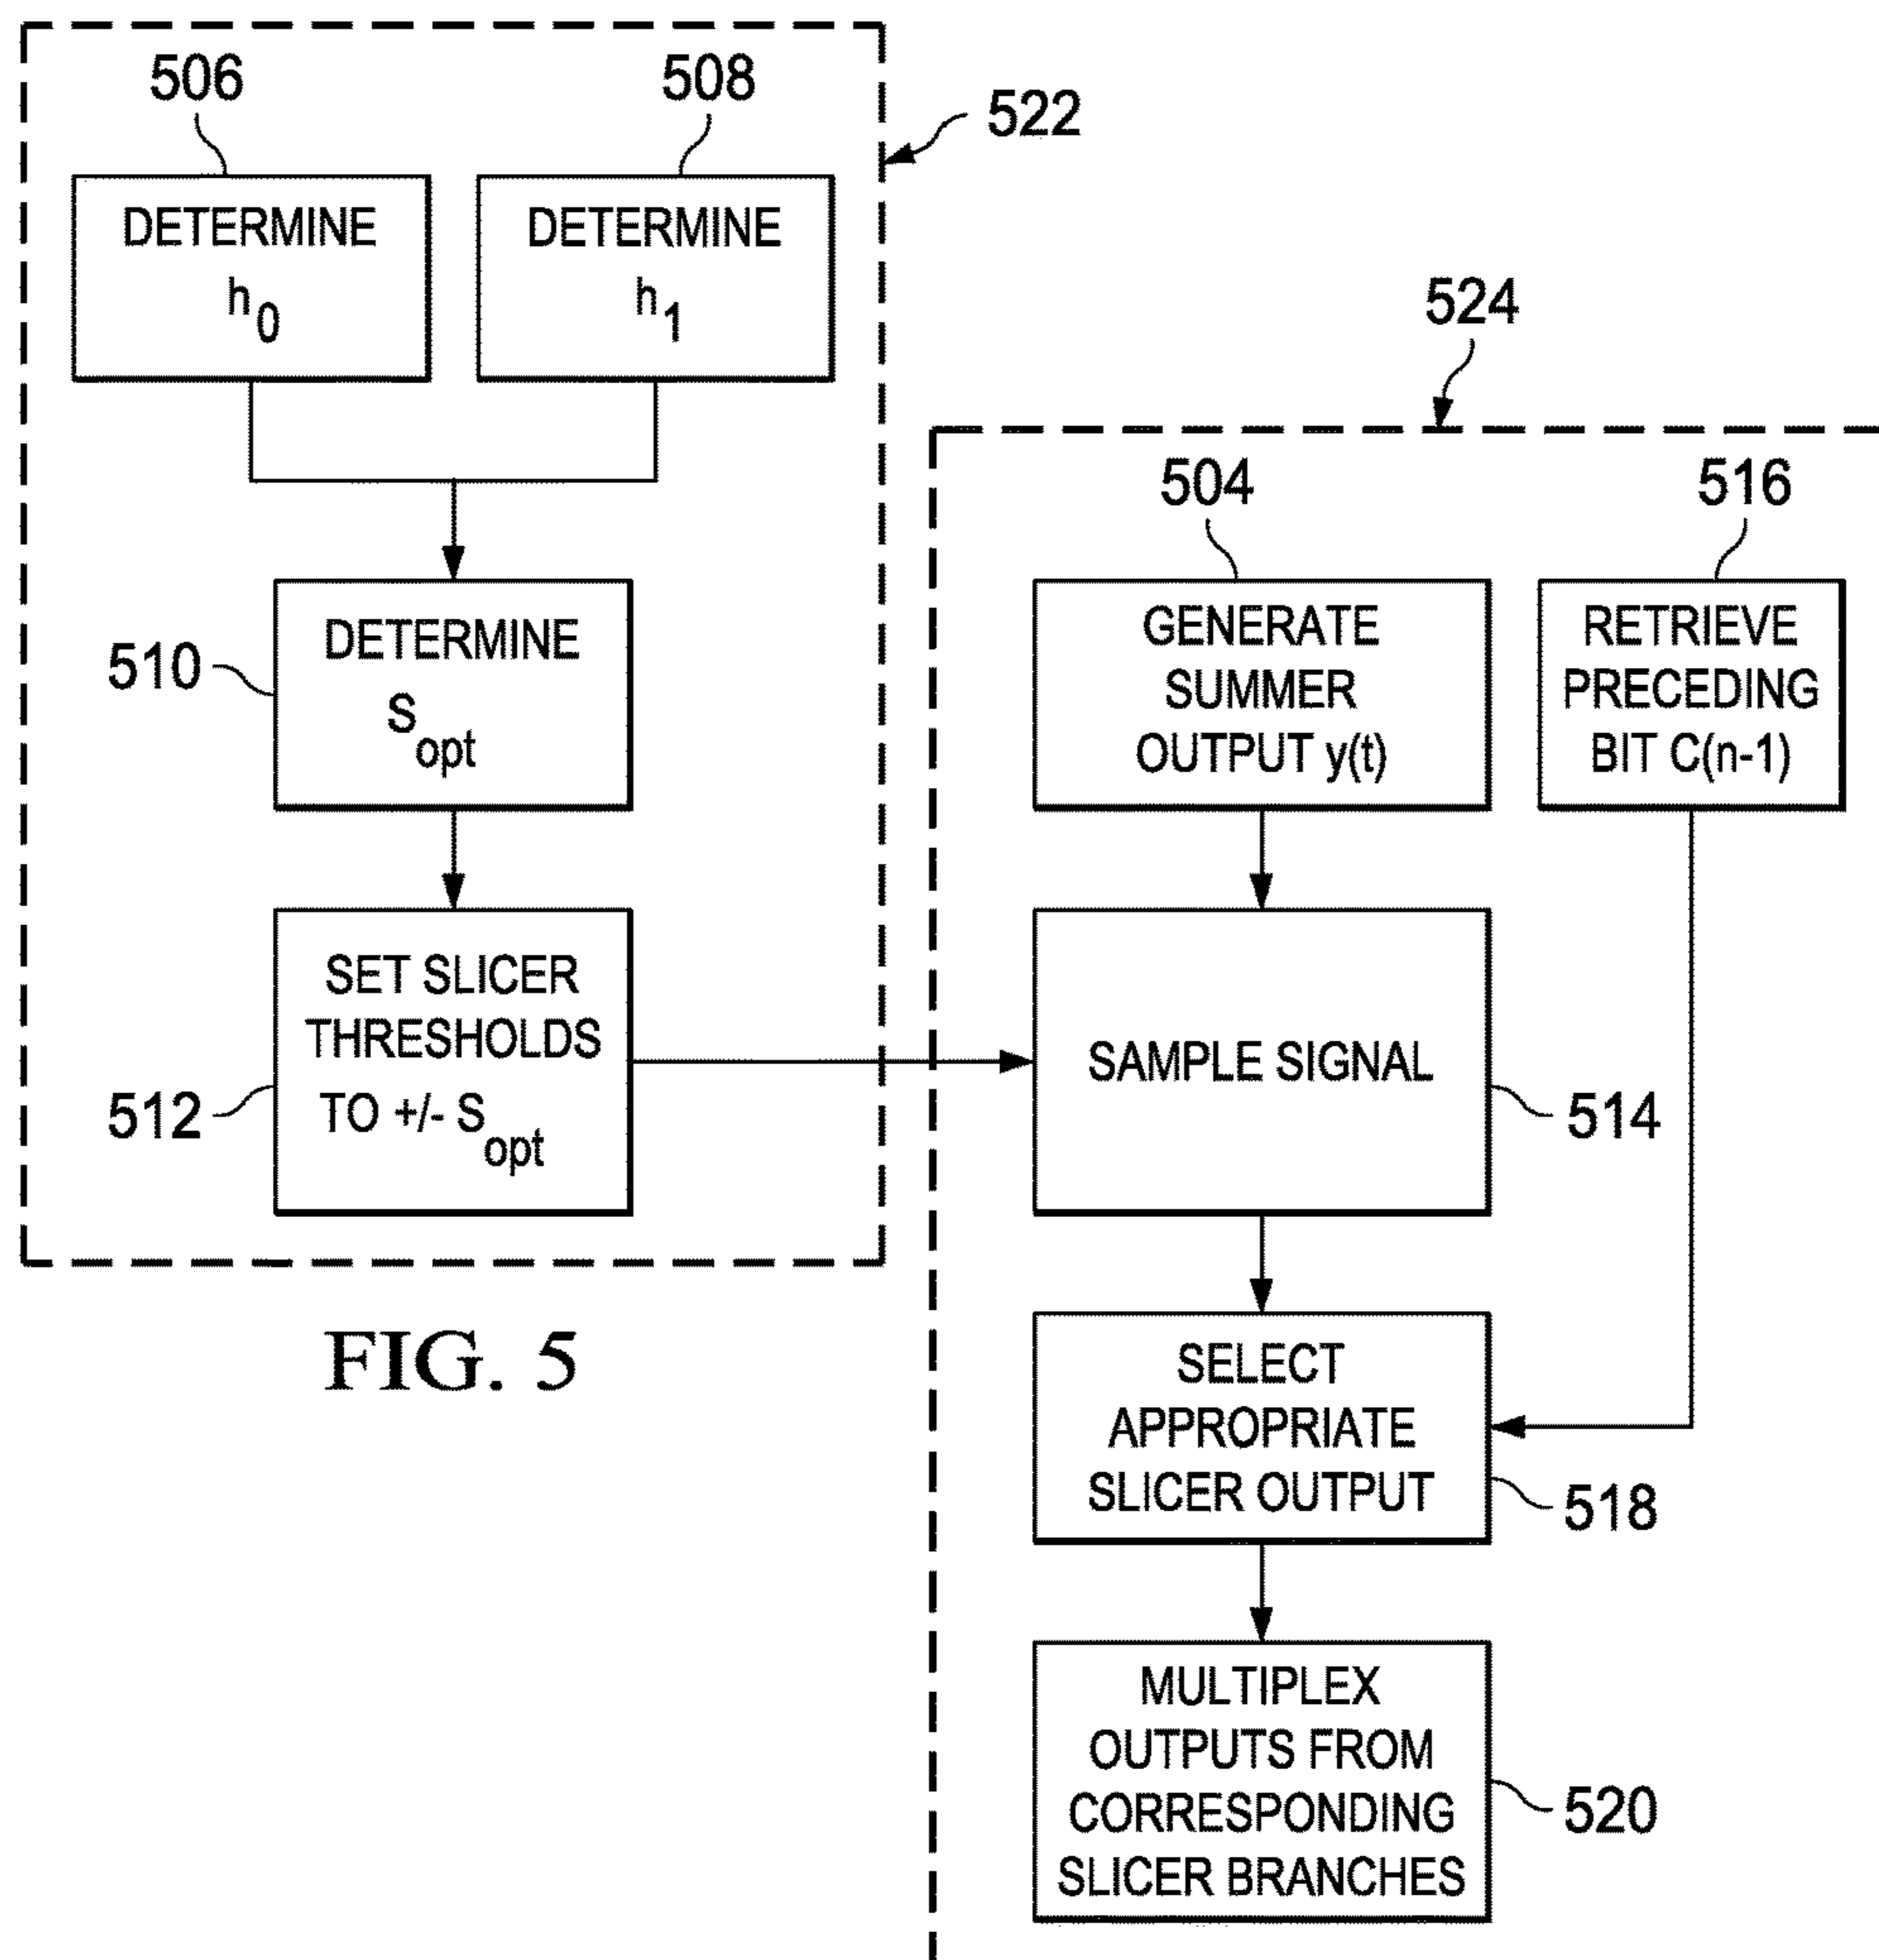 506
508
522
DETERMINE
h0
DETERMINE
h1
510
DETERMINE
Sopt
512
SET SLICER
THRESHOLDS
TO +/- Sopt
FIG. 5
524
504
516
GENERATE
SUMMER
OUTPUT y(t)
RETRIEVE
PRECEDING
BIT C(n-1)
SAMPLE SIGNAL
514
SELECT
APPROPRIATE
SLICER OUTPUT
518
MULTIPLEX
OUTPUTS FROM
CORRESPONDING
SLICER BRANCHES
520